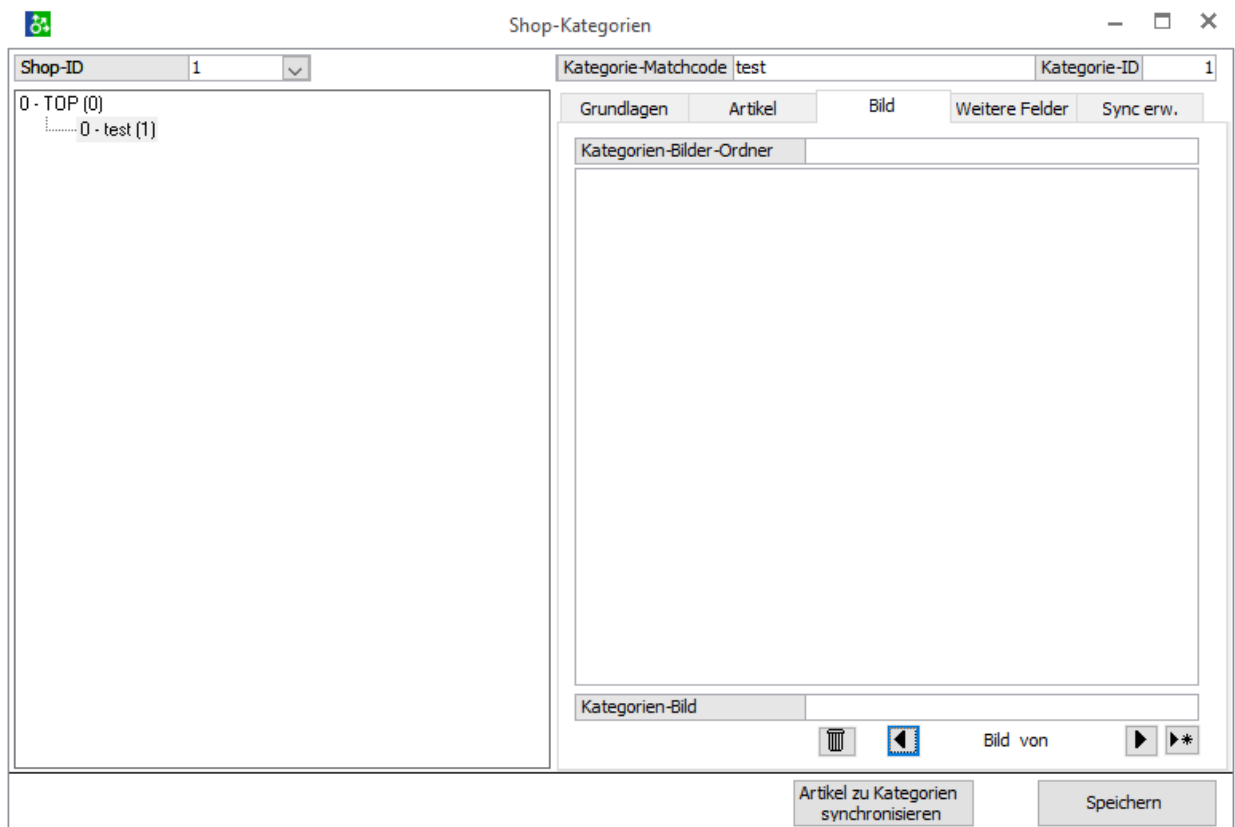 Shop-Kategorien
Shop-ID 1
Kategorie-Matchcode test Kategorie-ID 1
0 - TOP (0)
0 - test (1)
Grundlagen Artikel Bild Weitere Felder Sync erw.
Kategorien-Bilder-Ordner
Kategorien-Bild
Bild von
Artikel zu Kategorien
synchronisieren
Speichern